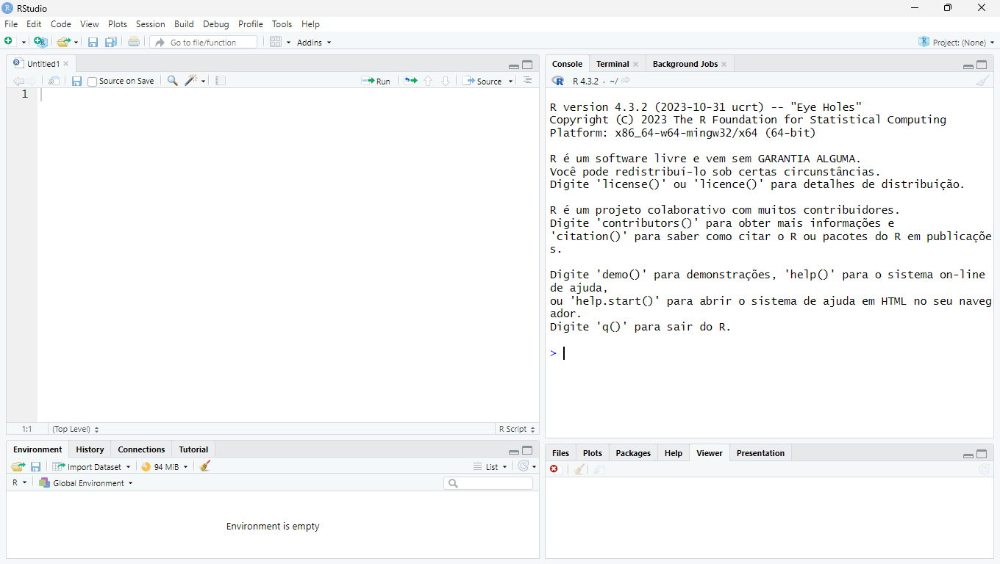 RStudio
File Edit Code View Plots Session Build Debug Profile Tools Help
Go to file/function Addins Project: (None)
Untitled1
Source on Save Run Source
1
1:1 (Top Level) R Script
Console Terminal Background Jobs
R 4.3.2 · ~/
R version 4.3.2 (2023-10-31 ucrt) -- "Eye Holes"
Copyright (C) 2023 The R Foundation for Statistical Computing
Platform: x86_64-w64-mingw32/x64 (64-bit)
R é um software livre e vem sem GARANTIA ALGUMA.
Você pode redistribuí-lo sob certas circunstâncias.
Digite 'license()' ou 'licence()' para detalhes de distribuição.
R é um projeto colaborativo com muitos contribuidores.
Digite 'contributors()' para obter mais informações e
'citation()' para saber como citar o R ou pacotes do R em publicaçõe
s.
Digite 'demo()' para demonstrações, 'help()' para o sistema on-line
de ajuda,
ou 'help.start()' para abrir o sistema de ajuda em HTML no seu naveg
ador.
Digite 'q()' para sair do R.
>
Environment History Connections Tutorial
Import Dataset 94 MiB List
R Global Environment
Environment is empty
Files Plots Packages Help Viewer Presentation